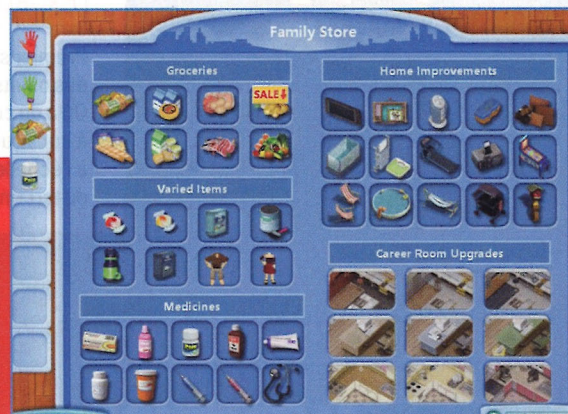 Family Store
Groceries
SALE
Varied Items
Medicines
Home Improvements
Career Room Upgrades